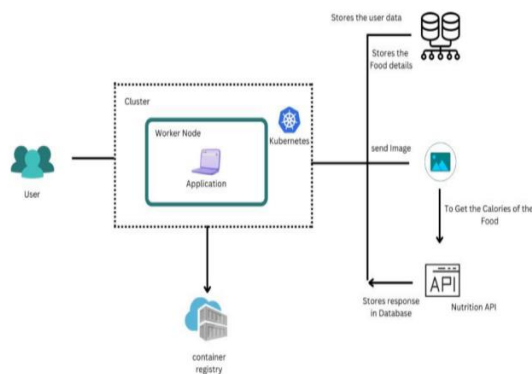 Stores the user data
Stores the
Food details
Cluster
Worker Node
Kubernetes
Application
send Image
User
To Get the Calories of the
Food
API
Stores response
in Database
Nutrition API
container
registry